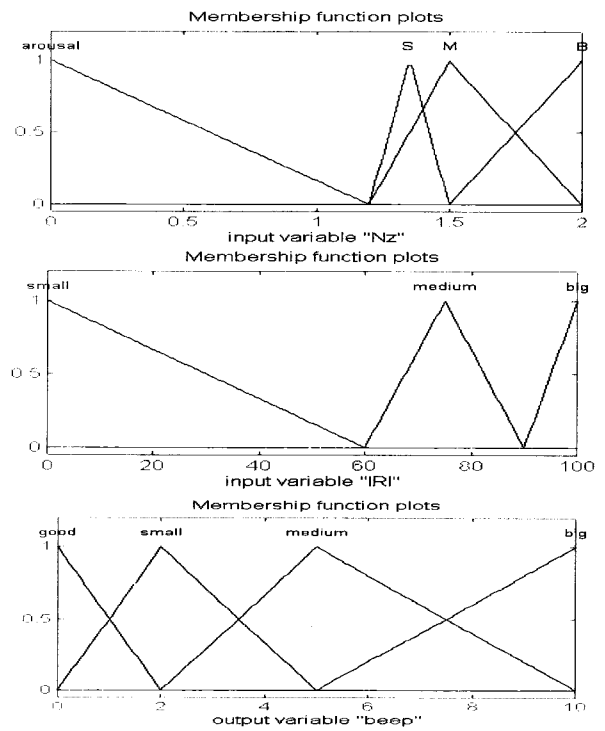 Membership function plots
arousal S M B
1
0.5
0
0 0.5 1 1.5 2
input variable "Nz"
Membership function plots
small medium big
1
0.5
0
0 20 40 60 80 100
input variable "IRI"
Membership function plots
good small medium big
1
0.5
0
0 2 4 6 8 10
output variable "beep"